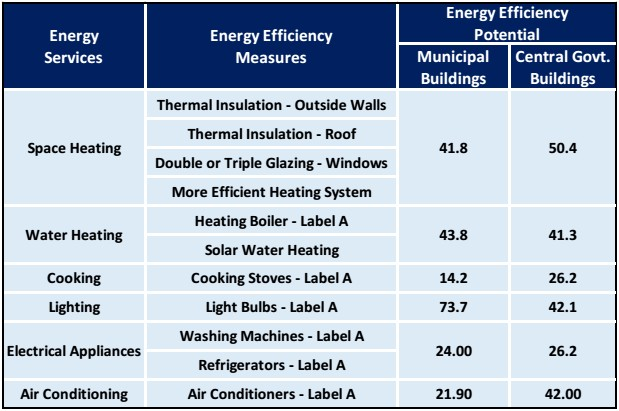 Energy
Services
Energy Efficiency
Measures
Energy Efficiency
Potential
Municipal
Buildings
Central Govt.
Buildings
Space Heating
Thermal Insulation - Outside Walls
Thermal Insulation - Roof
Double or Triple Glazing - Windows
More Efficient Heating System
41.8
50.4
Water Heating
Heating Boiler - Label A
Solar Water Heating
43.8
41.3
Cooking
Cooking Stoves - Label A
14.2
26.2
Lighting
Light Bulbs - Label A
73.7
42.1
Electrical Appliances
Washing Machines - Label A
Refrigerators - Label A
24.00
26.2
Air Conditioning
Air Conditioners - Label A
21.90
42.00